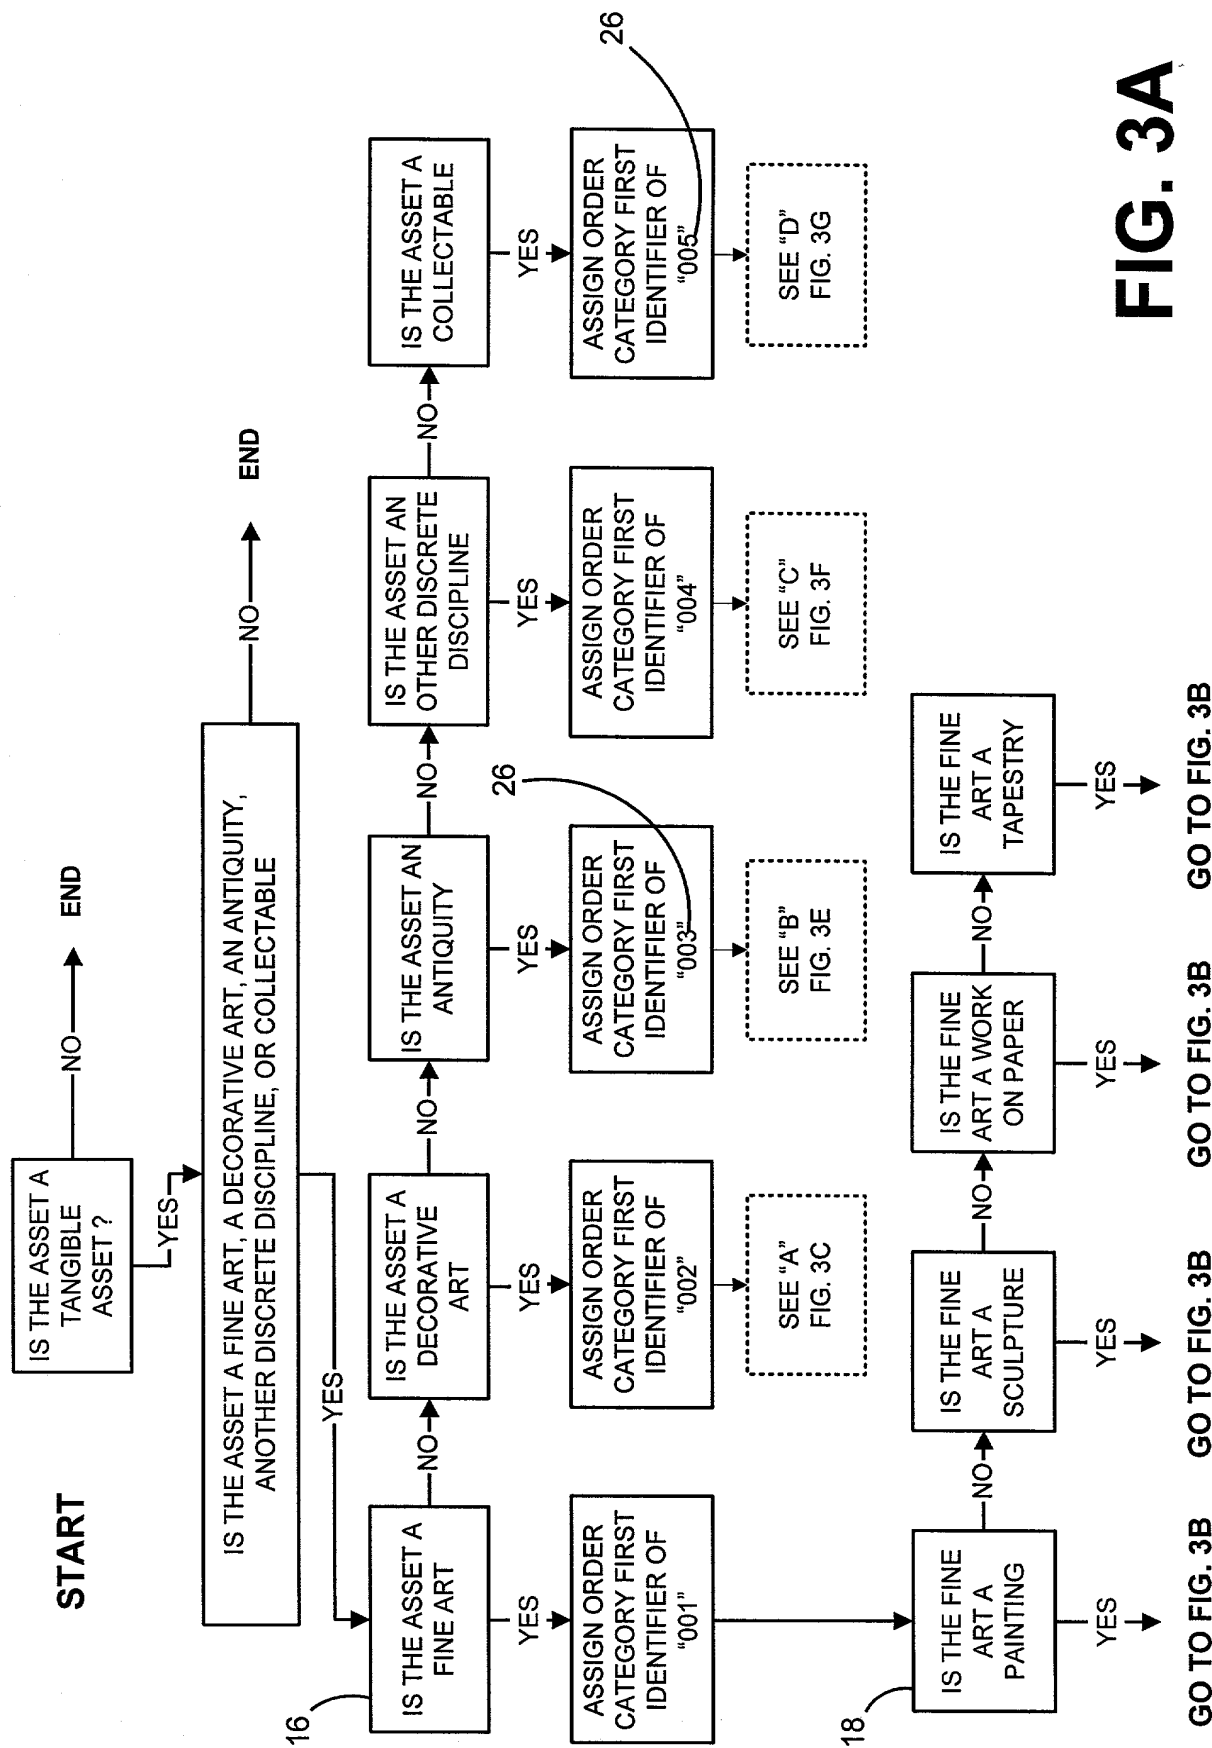 START
IS THE ASSET A
TANGIBLE
ASSET ?
NO
END
YES
IS THE ASSET A FINE ART, A DECORATIVE ART, AN ANTIQUITY,
ANOTHER DISCRETE DISCIPLINE, OR COLLECTABLE
NO
END
YES
16
IS THE ASSET A
FINE ART
NO
IS THE ASSET A
DECORATIVE
ART
NO
IS THE ASSET AN
ANTIQUITY
NO
IS THE ASSET AN
OTHER DISCRETE
DISCIPLINE
NO
IS THE ASSET A
COLLECTABLE
YES
YES
YES
YES
YES
ASSIGN ORDER
CATEGORY FIRST
IDENTIFIER OF
"001"
ASSIGN ORDER
CATEGORY FIRST
IDENTIFIER OF
"002"
ASSIGN ORDER
CATEGORY FIRST
IDENTIFIER OF
"003"
26
ASSIGN ORDER
CATEGORY FIRST
IDENTIFIER OF
"004"
ASSIGN ORDER
CATEGORY FIRST
IDENTIFIER OF
"005"
26
SEE "A"
FIG. 3C
SEE "B"
FIG. 3E
SEE "C"
FIG. 3F
SEE "D"
FIG. 3G
18
IS THE FINE
ART A
PAINTING
NO
IS THE FINE
ART A
SCULPTURE
NO
IS THE FINE
ART A WORK
ON PAPER
NO
IS THE FINE
ART A
TAPESTRY
YES
YES
YES
YES
GO TO FIG. 3B
GO TO FIG. 3B
GO TO FIG. 3B
GO TO FIG. 3B
FIG. 3A